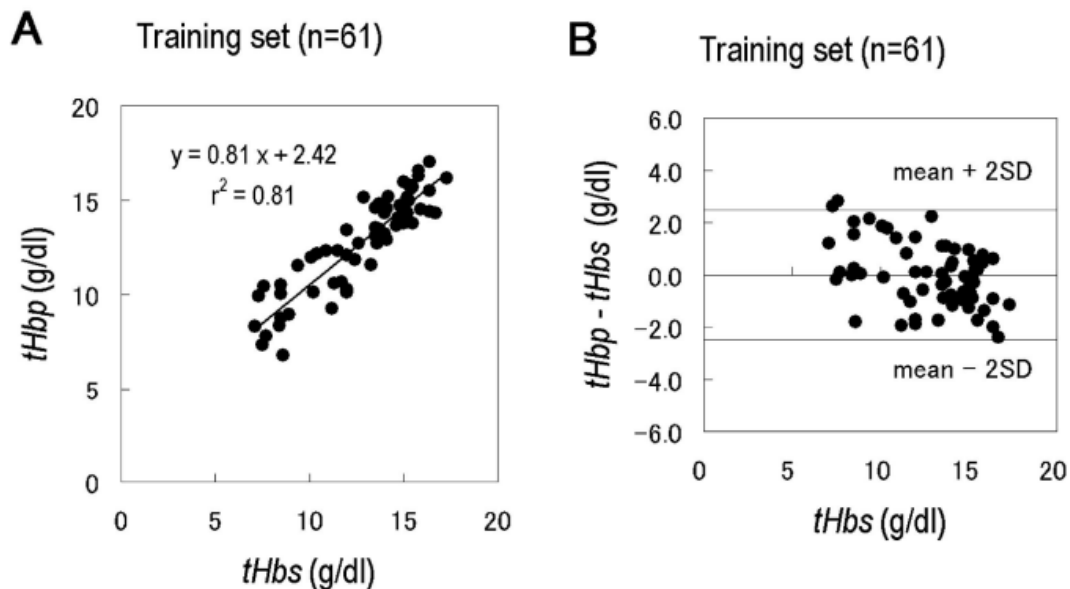 A
Training set (n=61)
20
15
10
5
0
y = 0.81 x + 2.42
r² = 0.81
tHbp (g/dl)
0 5 10 15 20
tHbs (g/dl)
B
Training set (n=61)
6.0
4.0
2.0
0.0
−2.0
−4.0
−6.0
mean + 2SD
mean − 2SD
tHbp - tHbs (g/dl)
0 5 10 15 20
tHbs (g/dl)